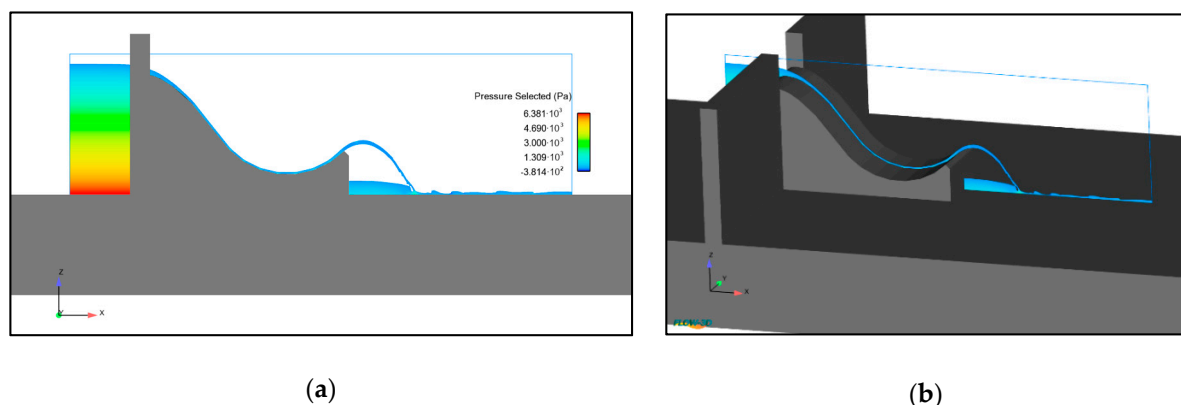 Pressure Selected (Pa)
6.381·10³
4.690·10³
3.000·10³
1.309·10³
-3.814·10²
Z
Y
X
Z
Y
X
FLOW-3D
(a)
(b)